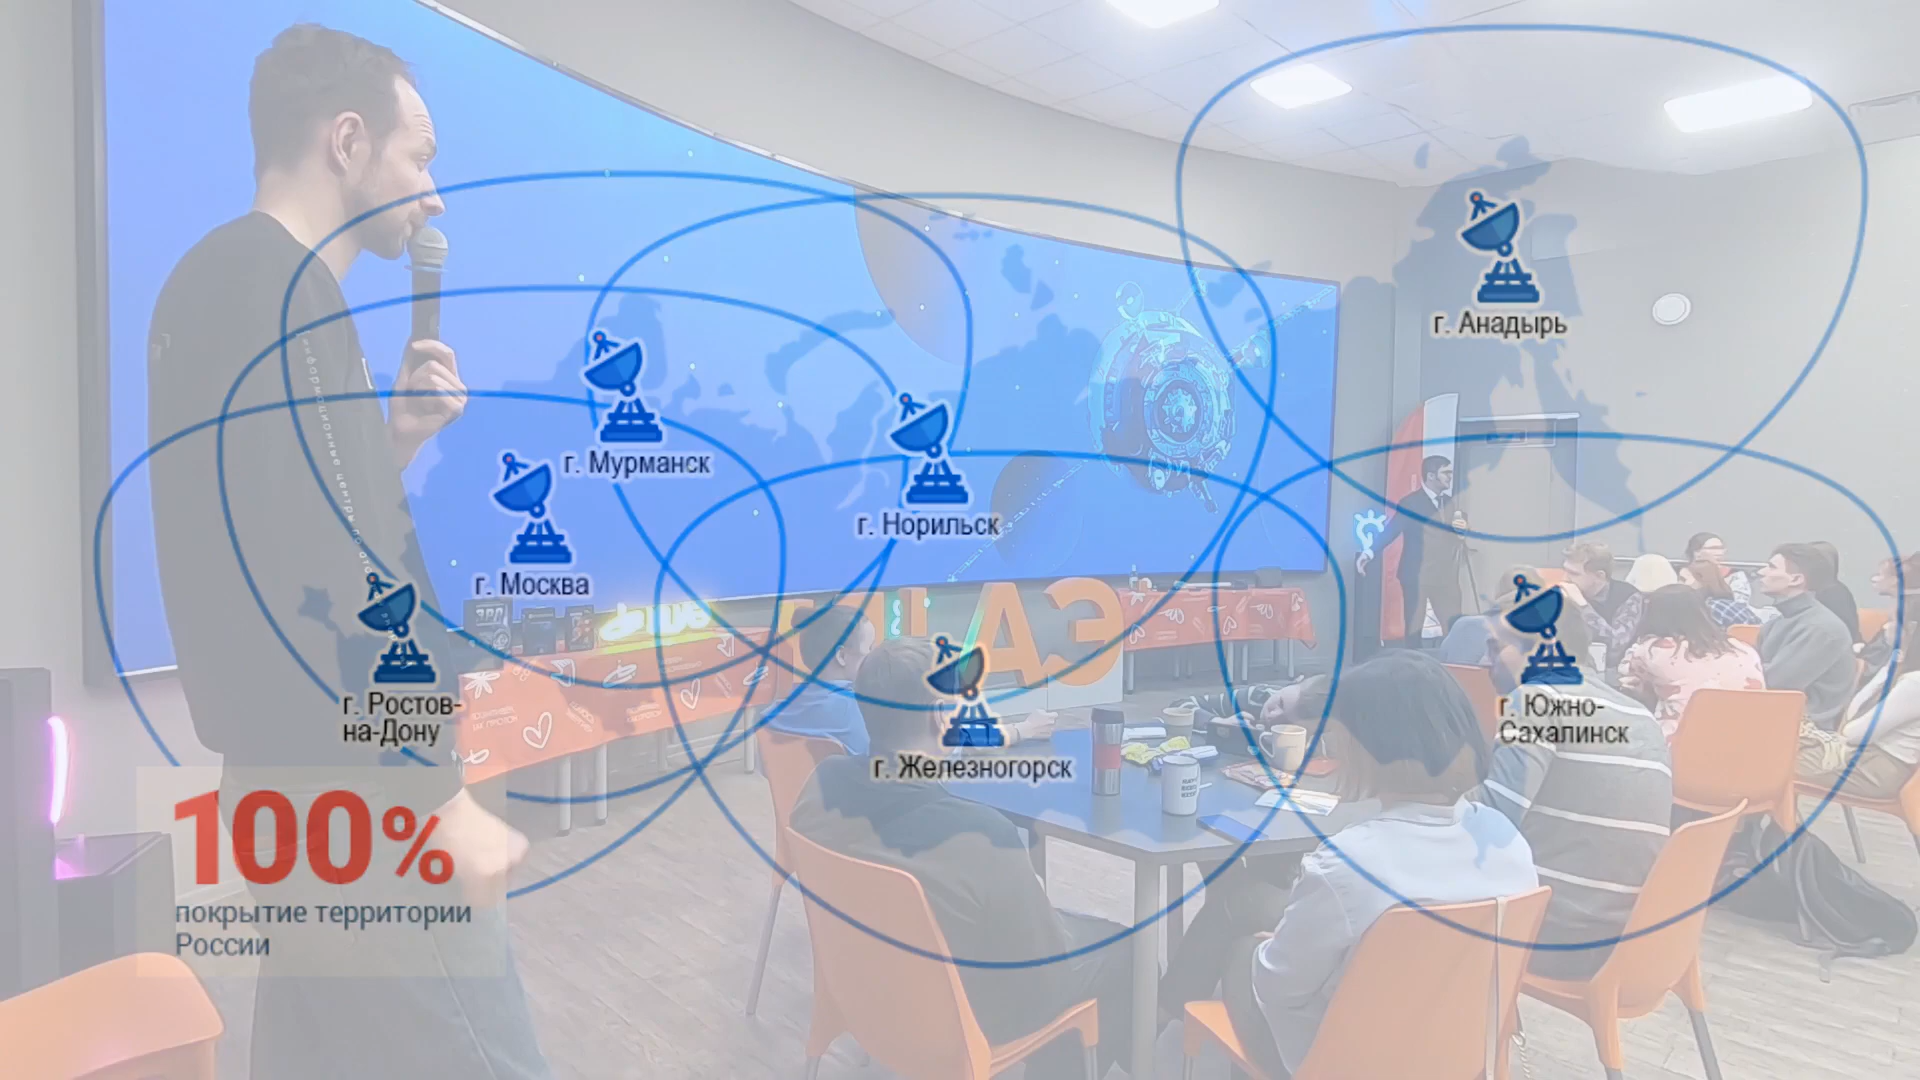 г. Анадырь
г. Мурманск
г. Норильск
г. Москва
г. Ростов-
на-Дону
г. Железногорск
г. Южно-
Сахалинск
100%
покрытие территории
России